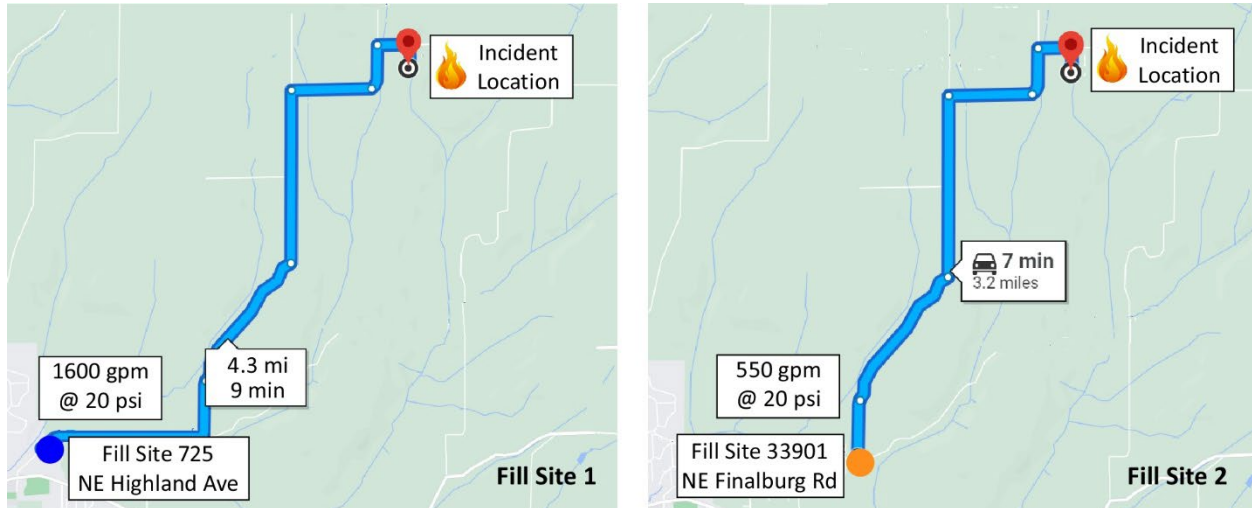 Incident
Location
4.3 mi
9 min
1600 gpm
@ 20 psi
Fill Site 725
NE Highland Ave
Fill Site 1
Incident
Location
7 min
3.2 miles
550 gpm
@ 20 psi
Fill Site 33901
NE Finalburg Rd
Fill Site 2